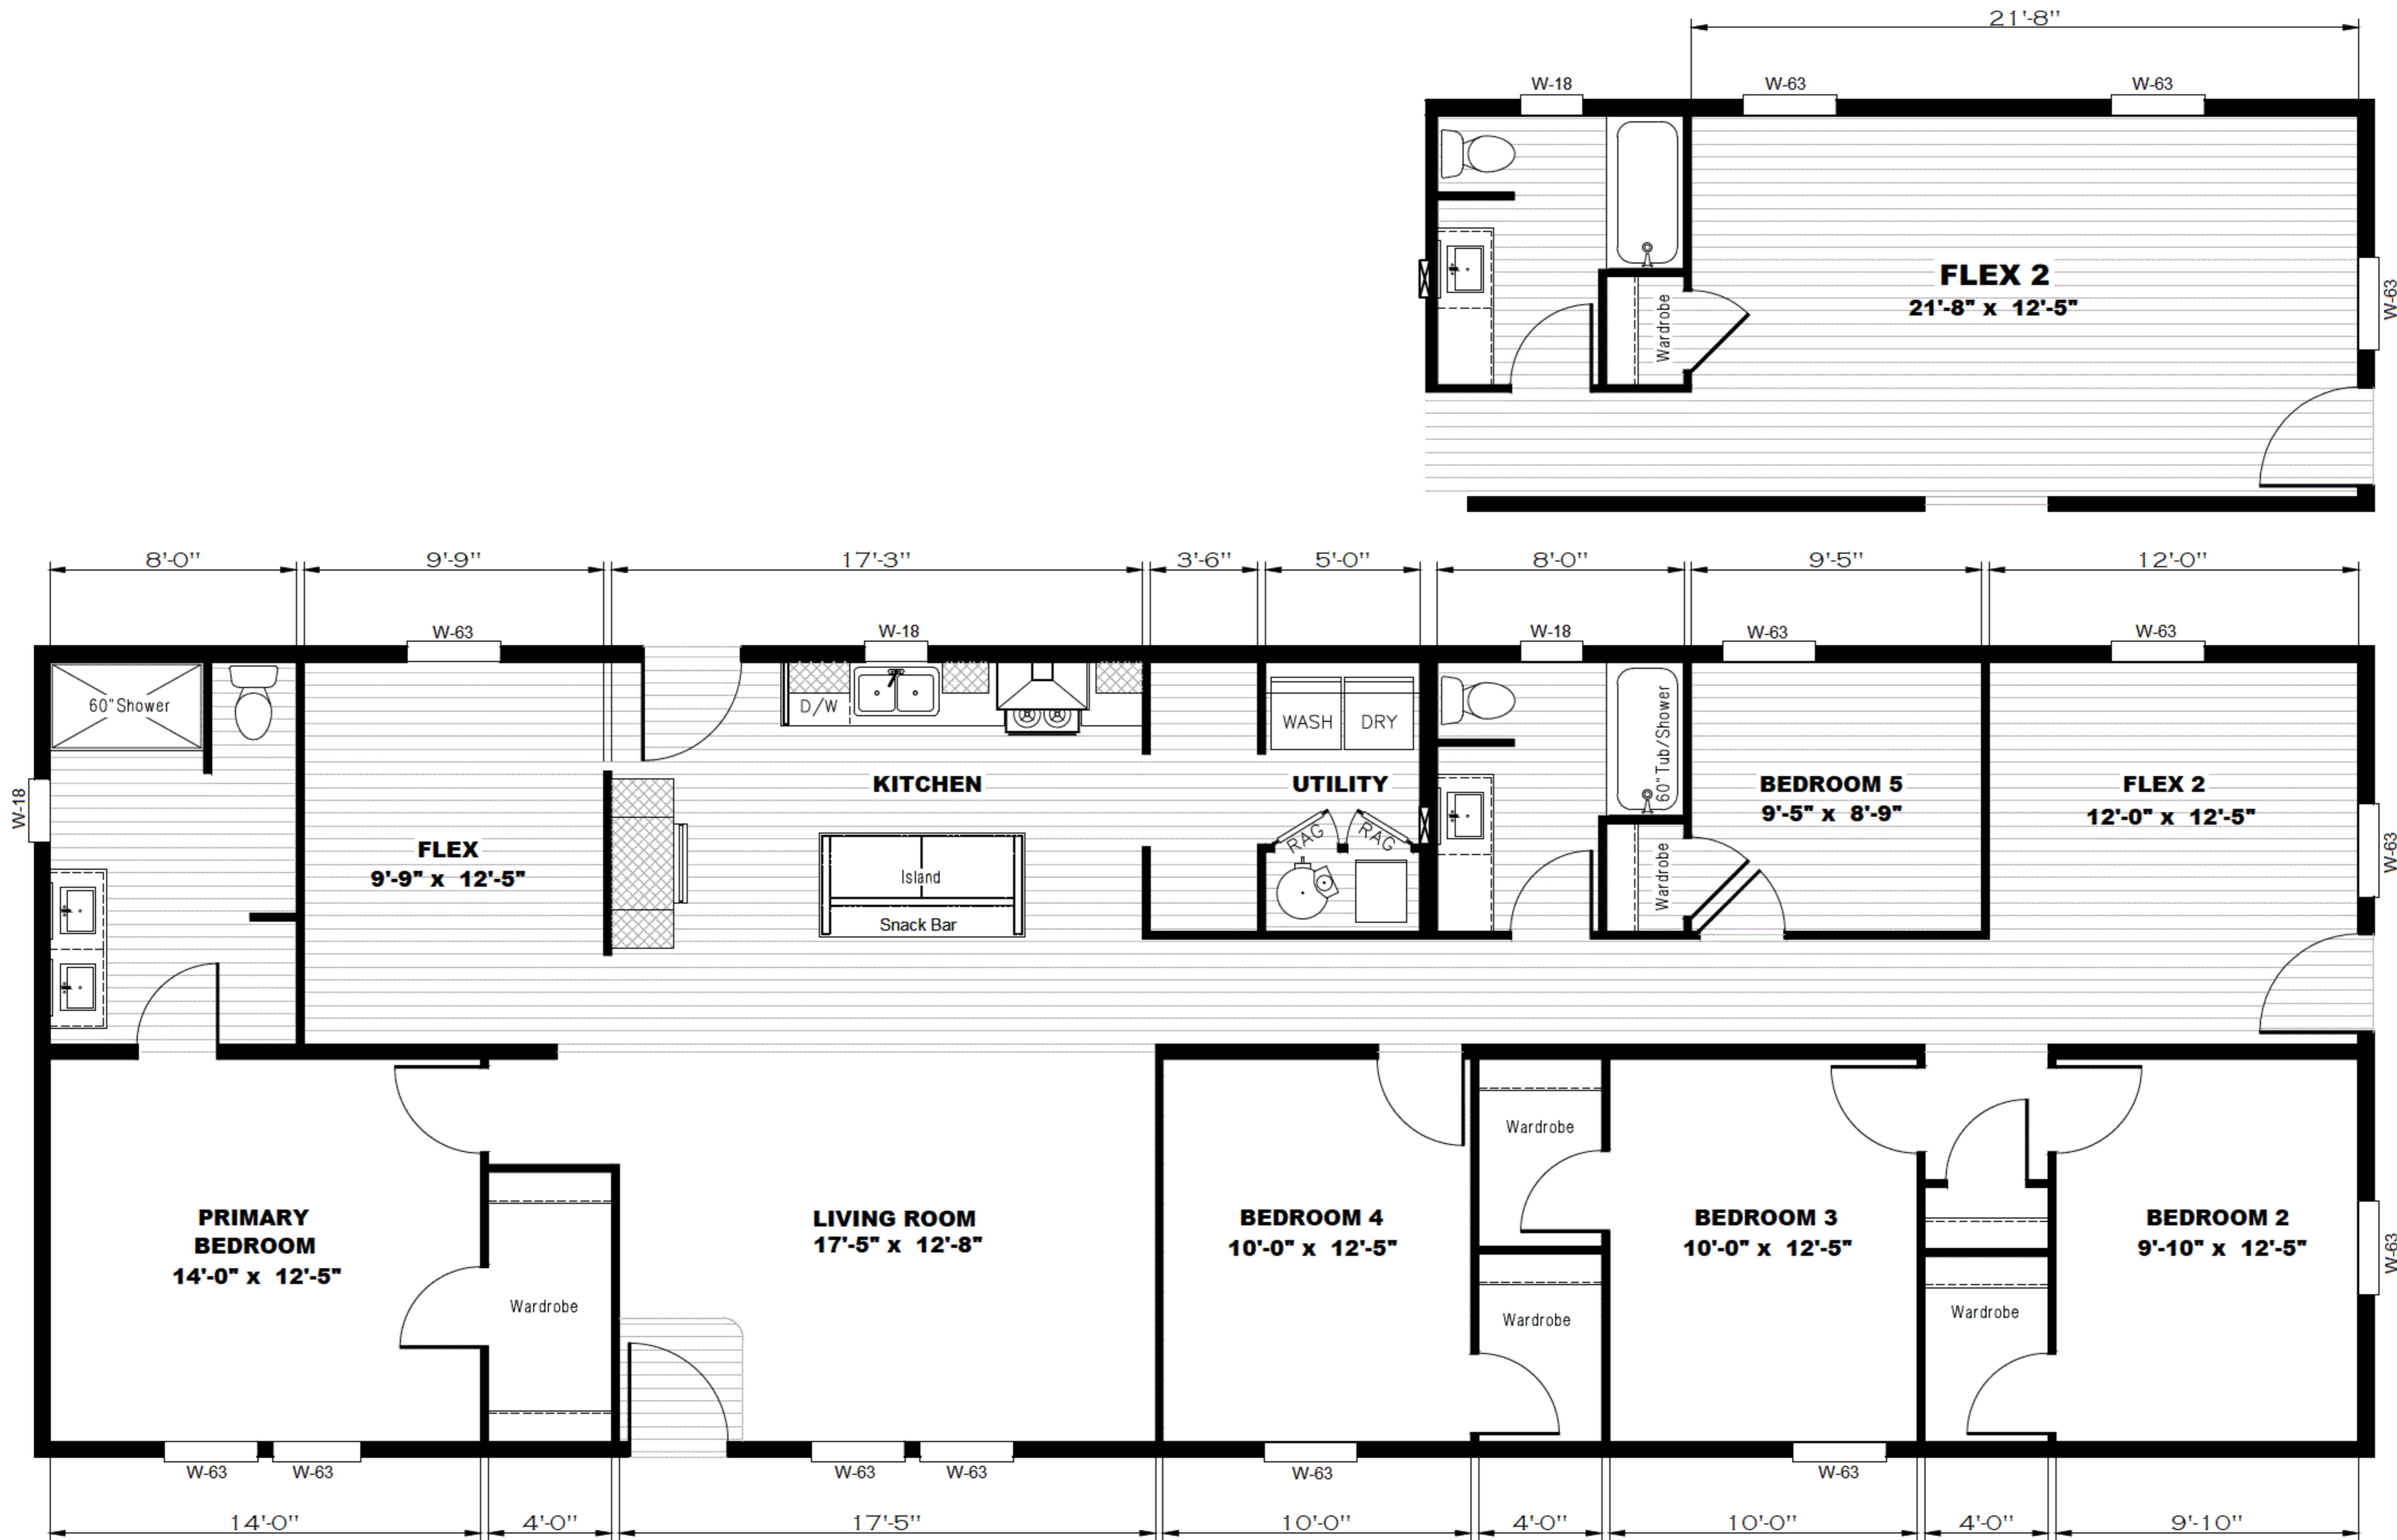 21'-8"
W-18
W-63
W-63
FLEX 2
21'-8" x 12'-5"
W-63
Wardrobe
8'-0"
9'-9"
17'-3"
3'-6"
5'-0"
8'-0"
9'-5"
12'-0"
W-63
W-18
W-18
W-63
W-63
60"Shower
D/W
WASH
DRY
60"Tub/Shower
W-18
KITCHEN
UTILITY
BEDROOM 5
9'-5" x 8'-9"
FLEX 2
12'-0" x 12'-5"
W-63
FLEX
9'-9" x 12'-5"
RAG
RAG
Island
Snack Bar
Wardrobe
Wardrobe
PRIMARY
BEDROOM
14'-0" x 12'-5"
LIVING ROOM
17'-5" x 12'-8"
BEDROOM 4
10'-0" x 12'-5"
BEDROOM 3
10'-0" x 12'-5"
BEDROOM 2
9'-10" x 12'-5"
W-63
Wardrobe
Wardrobe
Wardrobe
W-63
W-63
W-63
W-63
W-63
W-63
14'-0"
4'-0"
17'-5"
10'-0"
4'-0"
10'-0"
4'-0"
9'-10"